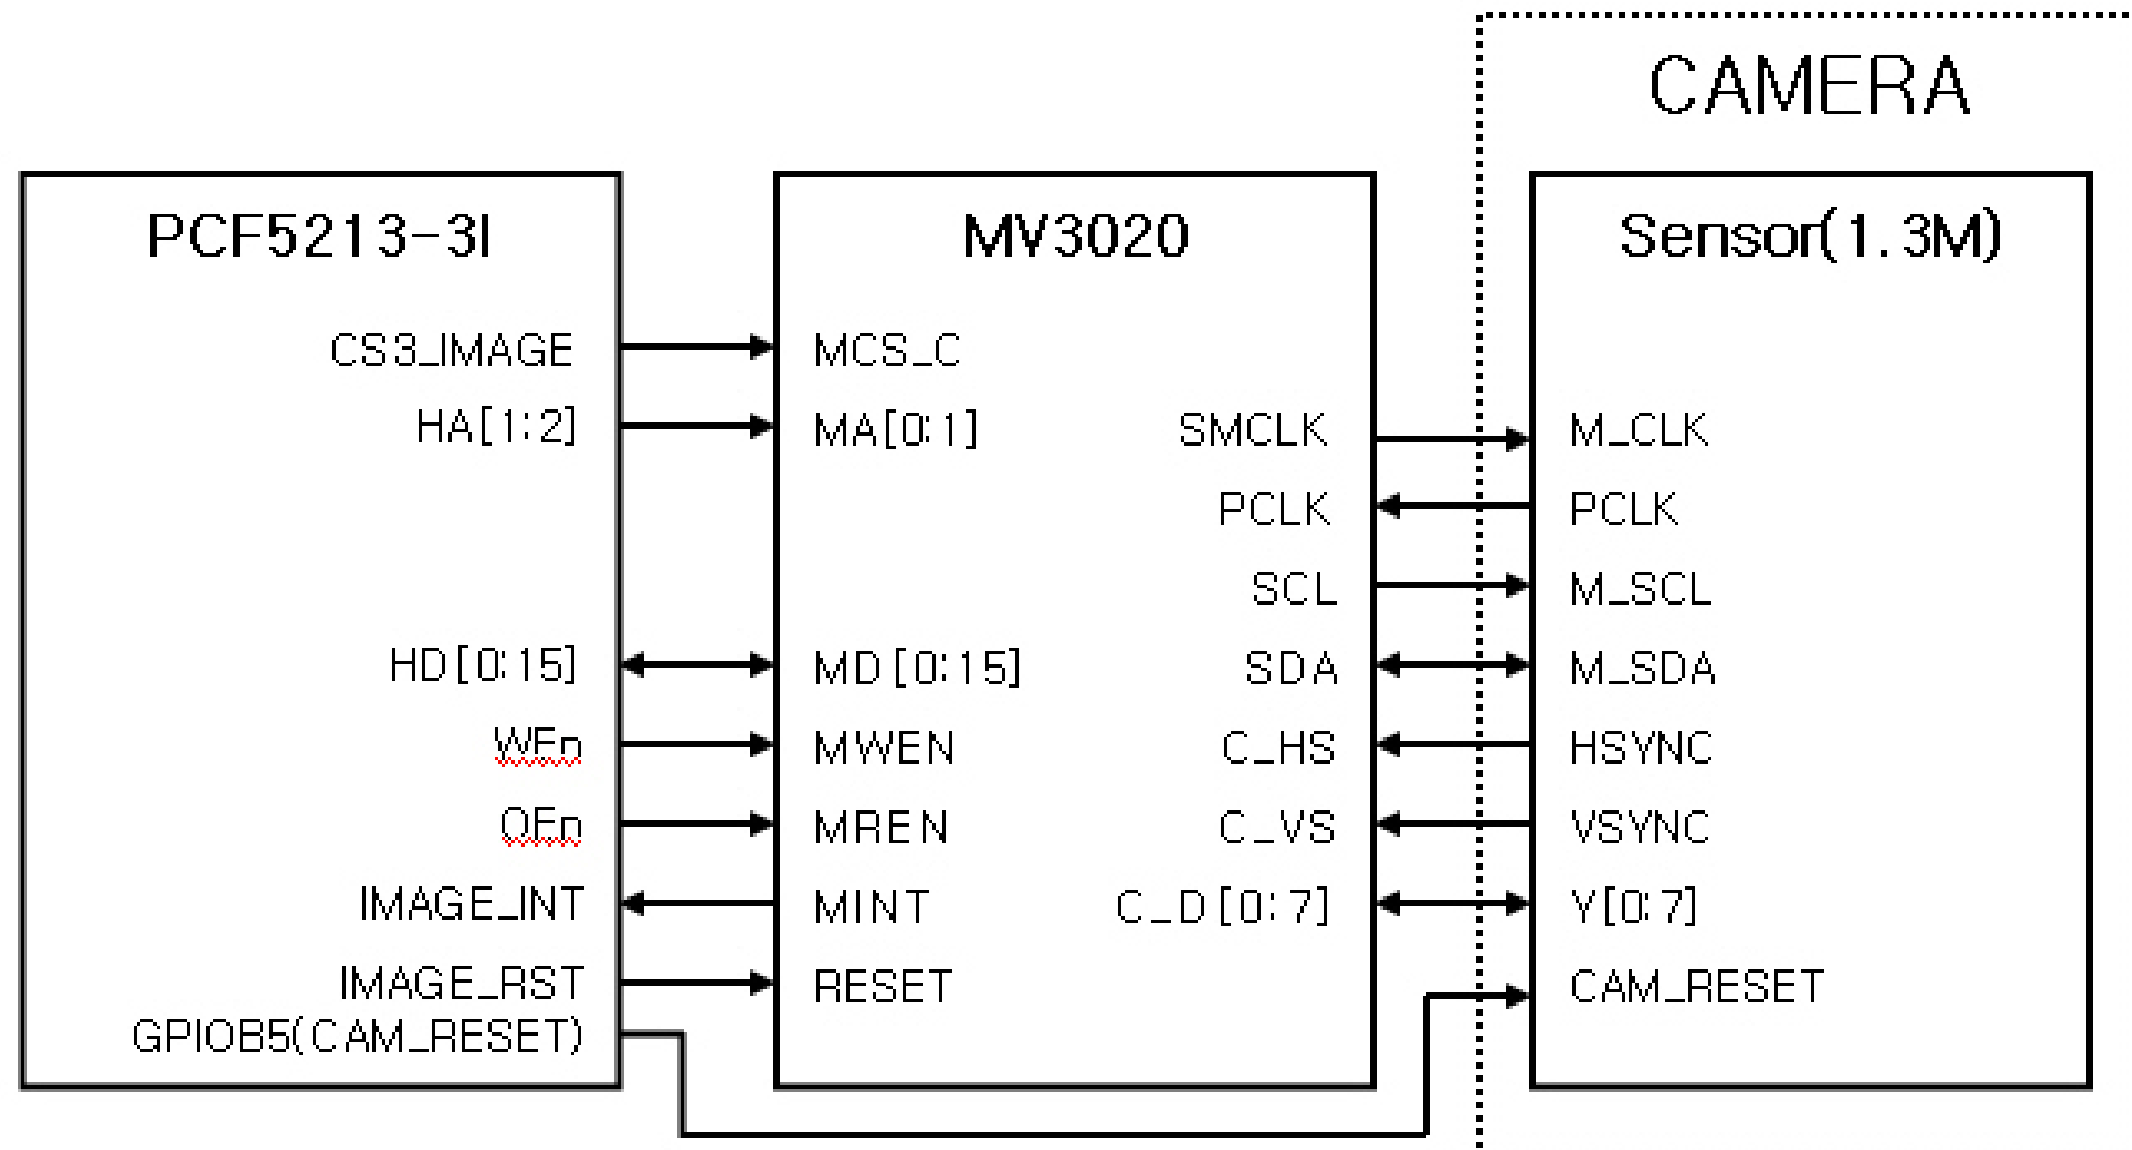 CAMERA
PCF5213-3I
MV3020
Sensor(1.3M)
CS3_IMAGE
MCS_C
HA[1:2]
MA[0:1]
SMCLK
M_CLK
PCLK
PCLK
SCL
M_SCL
HD[0:15]
MD[0:15]
SDA
M_SDA
WEn
MWEN
C_HS
HSYNC
OEn
MREN
C_VS
VSYNC
IMAGE_INT
MINT
C_D[0:7]
Y[0:7]
IMAGE_RST
RESET
CAM_RESET
GPIOB5(CAM_RESET)